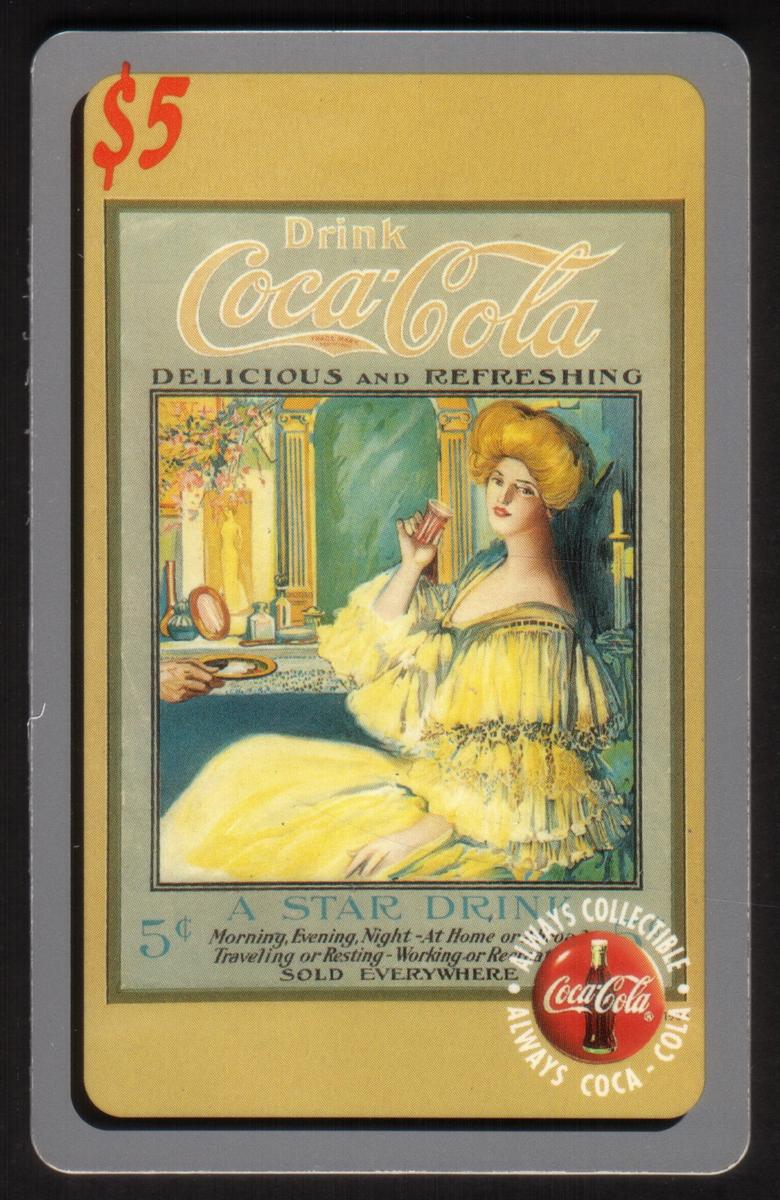 $5
Drink
Coca-Cola
TRADE MARK
DELICIOUS AND REFRESHING
A STAR DRINK
5¢
Morning, Evening, Night - At Home or
Traveling or Resting - Working or
SOLD EVERYWHERE
ALWAYS COLLECTIBLE
Coca-Cola®
ALWAYS COCA-COLA